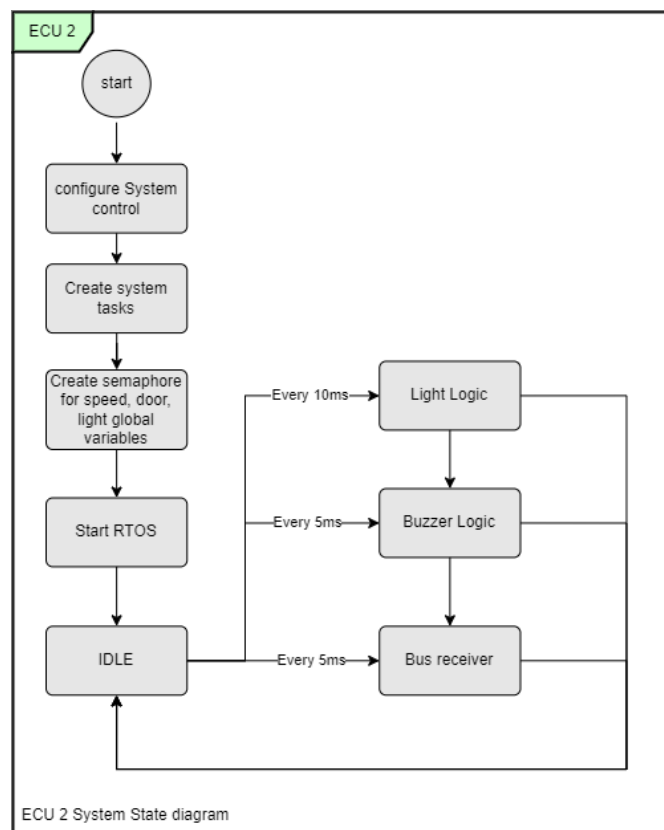 ECU 2
start
configure System
control
Create system
tasks
Create semaphore
for speed, door,
light global
variables
Start RTOS
IDLE
Every 10ms
Light Logic
Every 5ms
Buzzer Logic
Every 5ms
Bus receiver
ECU 2 System State diagram